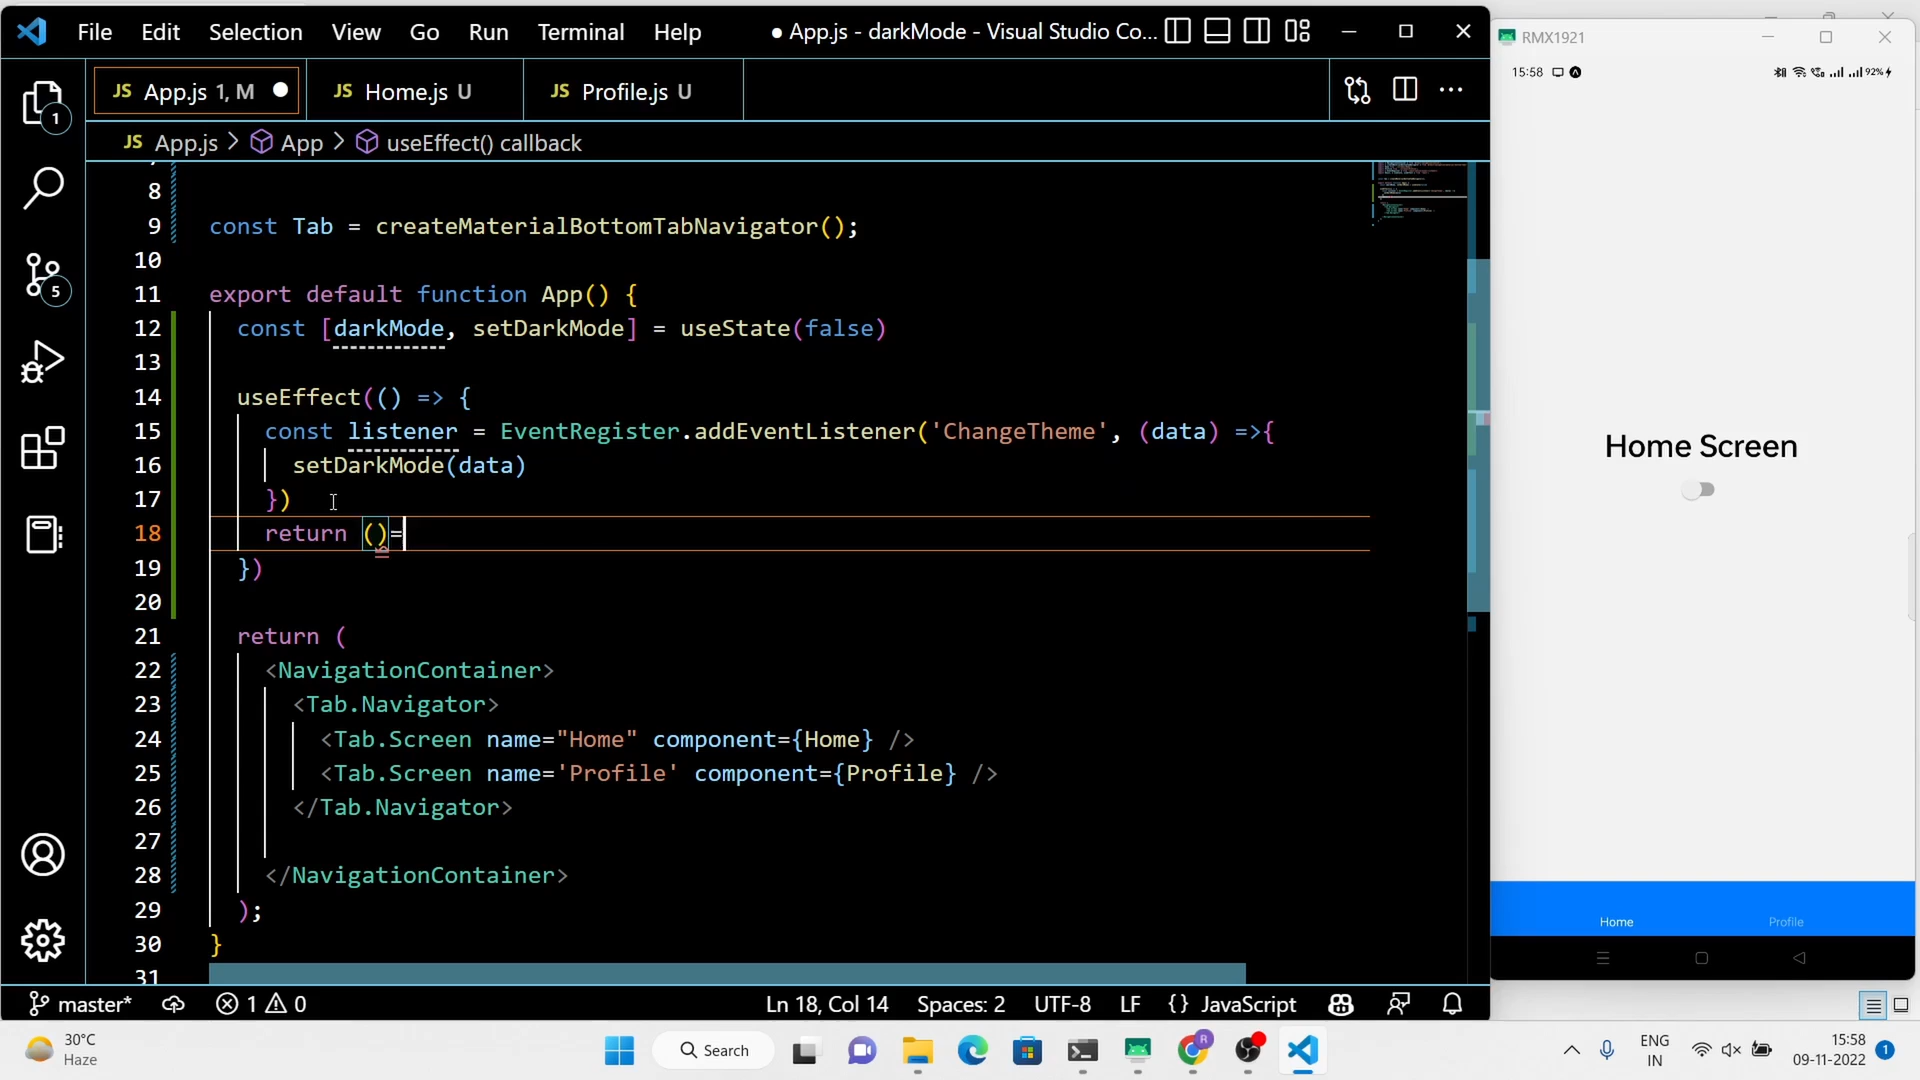 File Edit Selection View Go Run Terminal Help ● App.js - darkMode - Visual Studio Co...
RMX1921
15:58 92%
JS App.js 1, M ● JS Home.js U JS Profile.js U
JS App.js > App > useEffect() callback
8
9 const Tab = createMaterialBottomTabNavigator();
10
11 export default function App() {
12 const [darkMode, setDarkMode] = useState(false)
13
14 useEffect(() => {
15 const listener = EventRegister.addEventListener('ChangeTheme', (data) =>{
16 setDarkMode(data)
17 })
18 return ()=
19 })
20
21 return (
22 <NavigationContainer>
23 <Tab.Navigator>
24 <Tab.Screen name="Home" component={Home} />
25 <Tab.Screen name='Profile' component={Profile} />
26 </Tab.Navigator>
27
28 </NavigationContainer>
29 );
30 }
31
1
5
Home Screen
Home Profile
master* 1 0 Ln 18, Col 14 Spaces: 2 UTF-8 LF {} JavaScript
30°C
Haze
Search
R
ENG
IN
15:58
09-11-2022
1